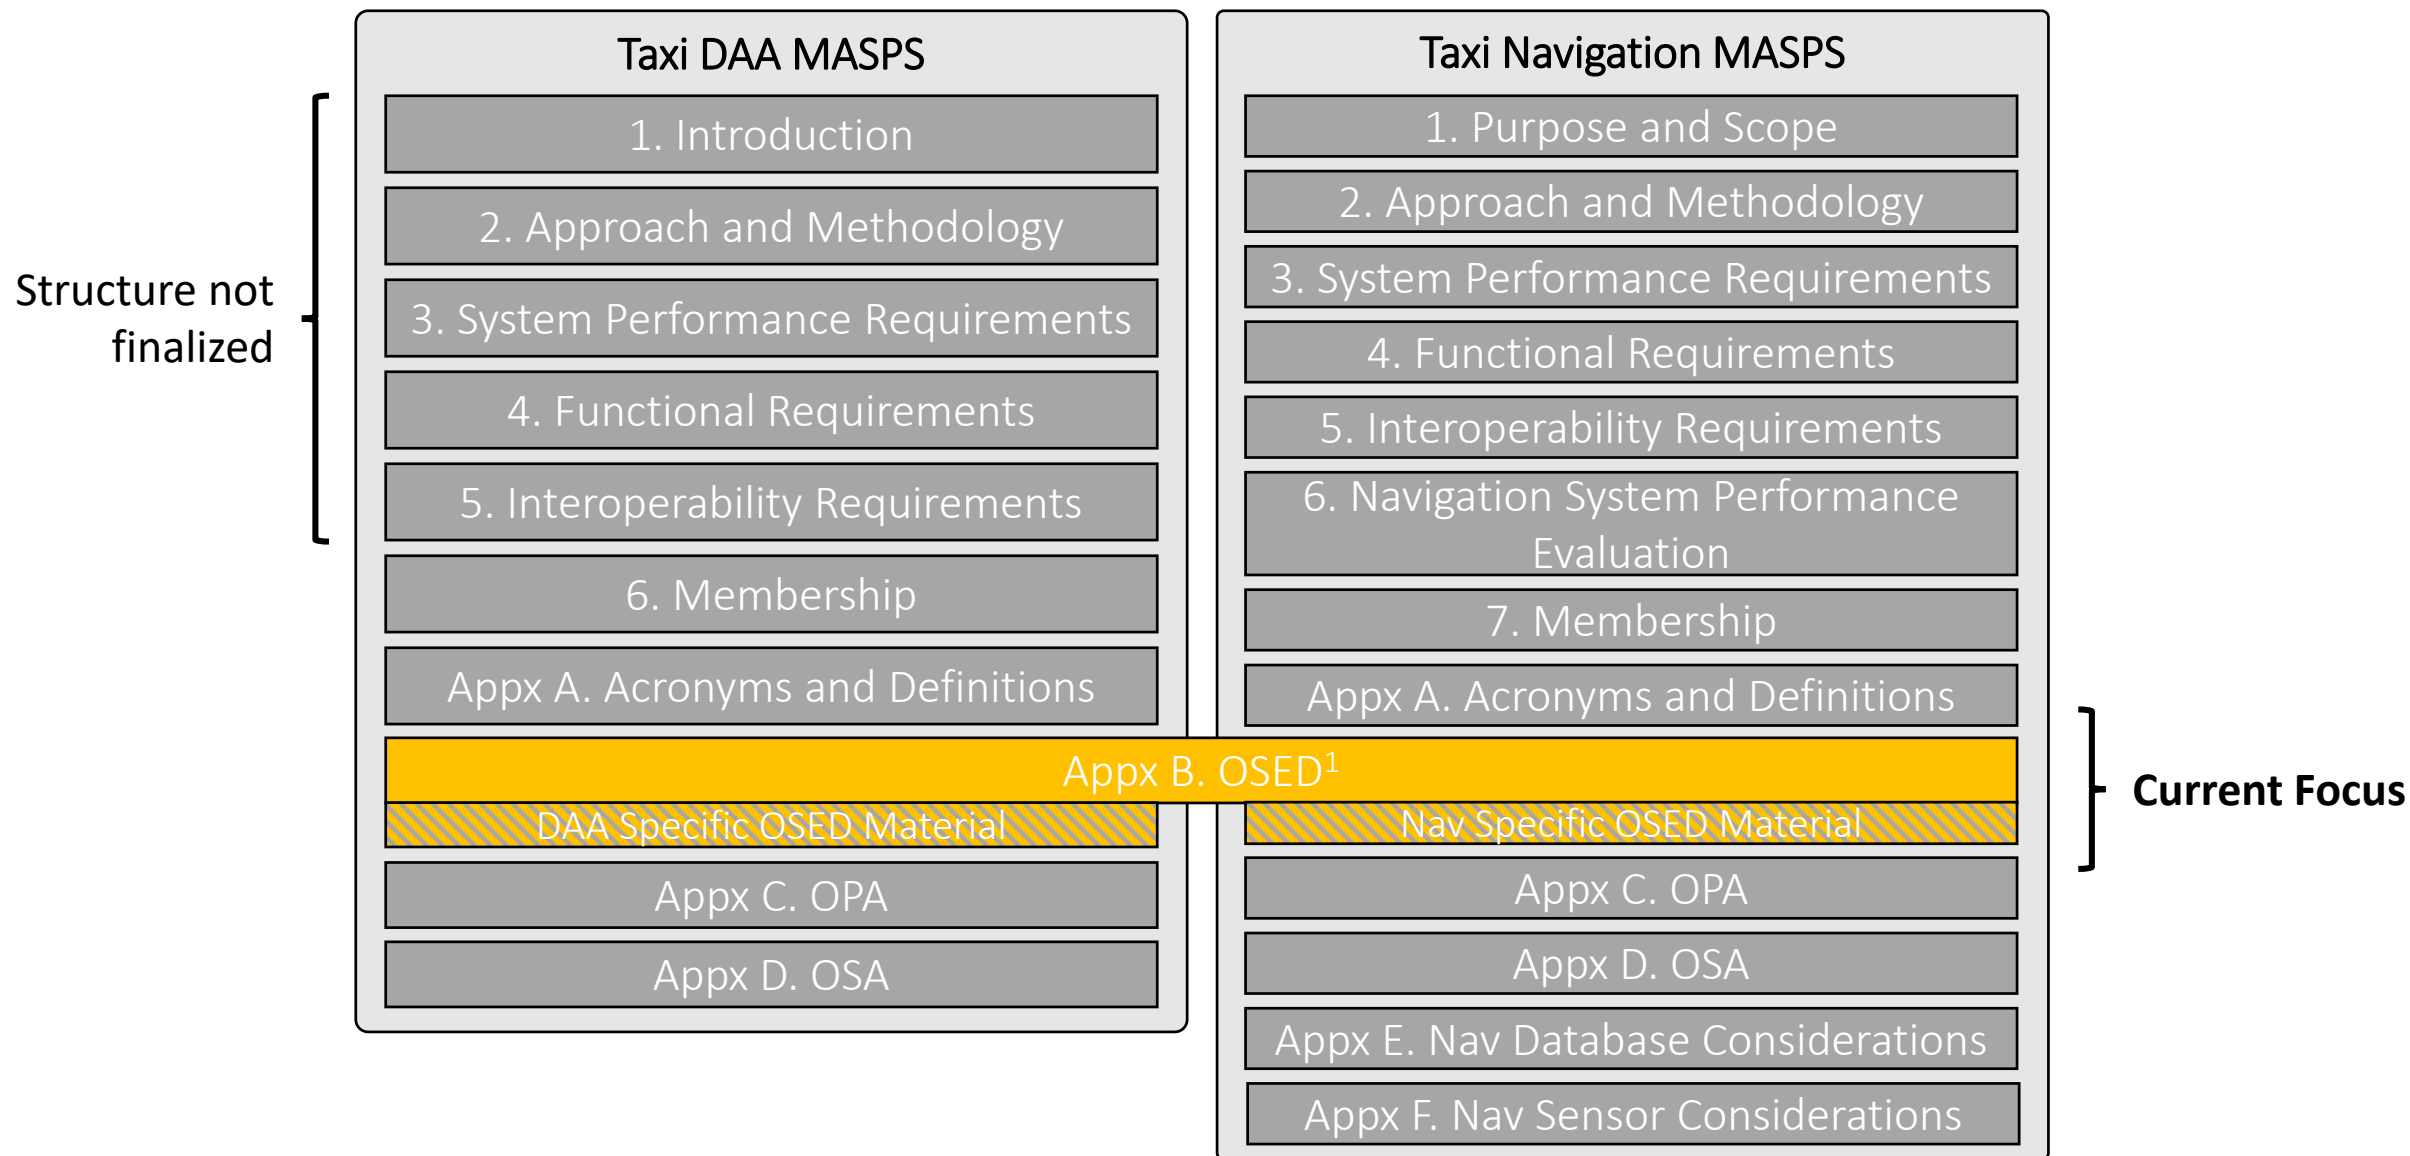 Taxi DAA MASPS
1. Introduction
2. Approach and Methodology
3. System Performance Requirements
4. Functional Requirements
5. Interoperability Requirements
6. Membership
Appx A. Acronyms and Definitions
Structure not
finalized
Taxi Navigation MASPS
1. Purpose and Scope
2. Approach and Methodology
3. System Performance Requirements
4. Functional Requirements
5. Interoperability Requirements
6. Navigation System Performance
Evaluation
7. Membership
Appx A. Acronyms and Definitions
Appx B. OSED¹
DAA Specific OSED Material
Nav Specific OSED Material
Current Focus
Appx C. OPA
Appx D. OSA
Appx C. OPA
Appx D. OSA
Appx E. Nav Database Considerations
Appx F. Nav Sensor Considerations